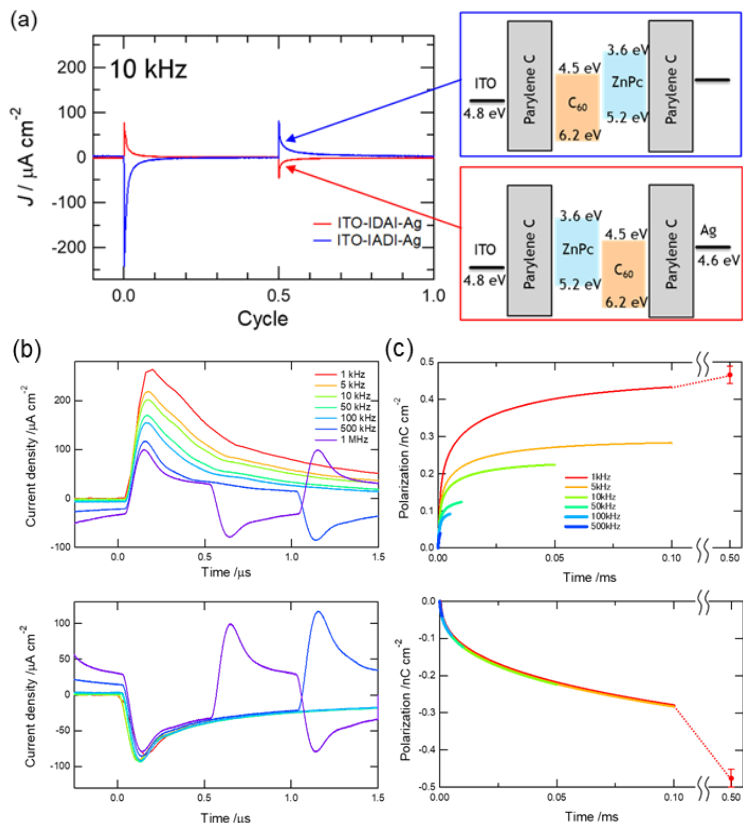 (a)
10 kHz
J / µA cm-2
200
100
0
-100
-200
0.0
0.5
1.0
Cycle
ITO-IDAI-Ag
ITO-IADI-Ag
ITO
4.8 eV
Parylene C
4.5 eV
C60
6.2 eV
3.6 eV
ZnPc
5.2 eV
Parylene C
ITO
4.8 eV
Parylene C
3.6 eV
ZnPc
5.2 eV
4.5 eV
C60
6.2 eV
Parylene C
Ag
4.6 eV
(b)
Current density /µA cm-2
200
100
0
-100
1 kHz
5 kHz
10 kHz
50 kHz
100 kHz
500 kHz
1 MHz
0.0
0.5
1.0
1.5
Time /µs
(c)
Polarization /nC cm-2
0.5
0.4
0.3
0.2
0.1
0.0
1kHz
5kHz
10kHz
50kHz
100kHz
500kHz
0.00
0.05
0.10
0.50
Time /ms
Current density /µA cm-2
100
50
0
-50
-100
0.0
0.5
1.0
1.5
Time /µs
Polarization /nC cm-2
0.0
-0.1
-0.2
-0.3
-0.4
-0.5
0.00
0.05
0.10
0.50
Time /ms